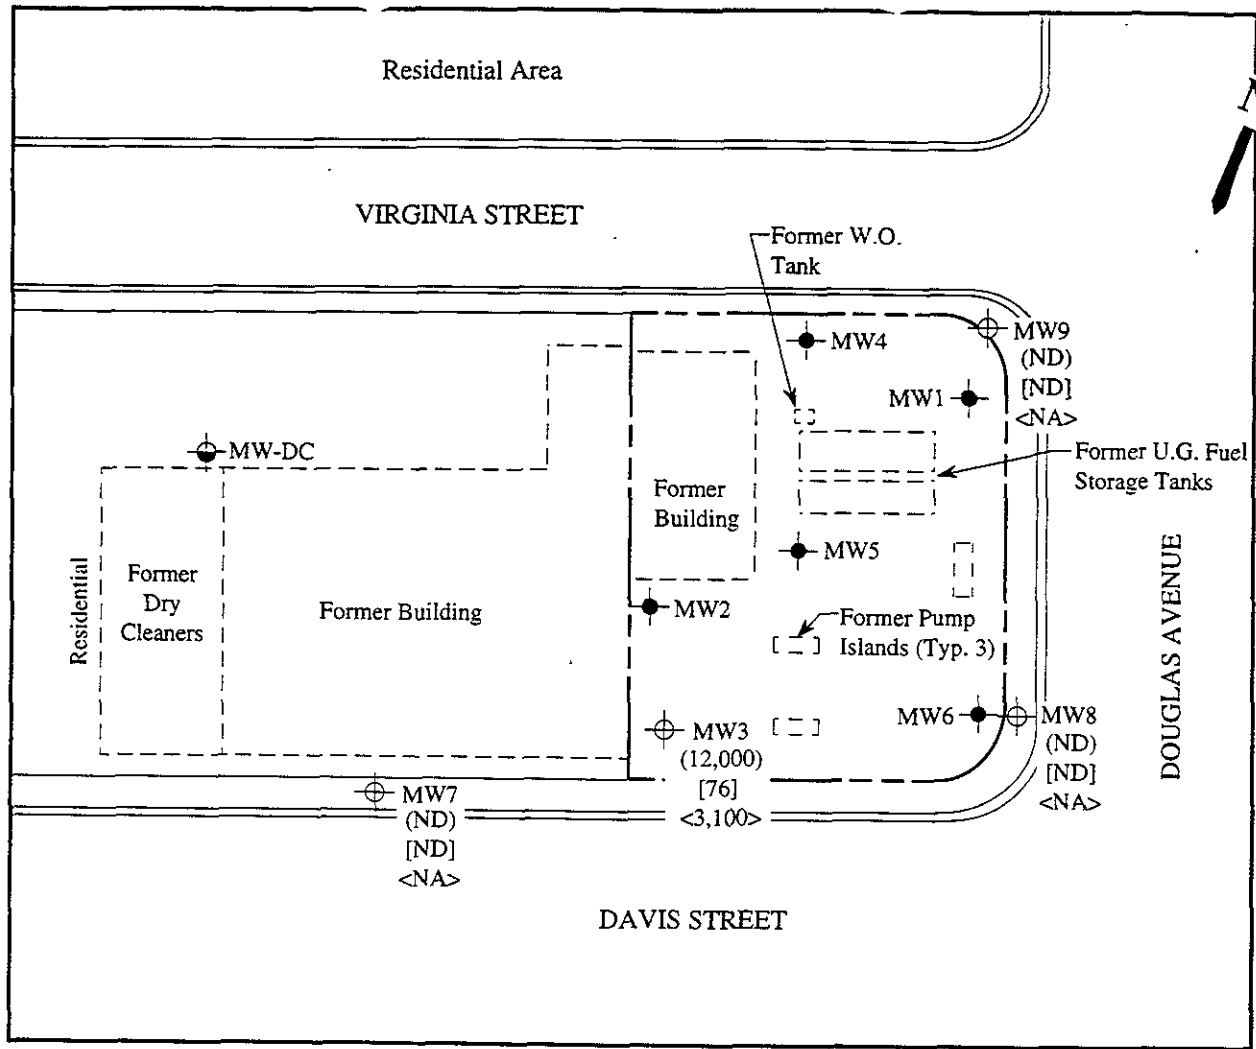 Residential Area
VIRGINIA STREET
Former W.O.
Tank
MW4
MW9
(ND)
[ND]
<NA>
MW1
MW-DC
Former U.G. Fuel
Storage Tanks
Former
Building
MW5
Residential
Former
Dry
Cleaners
Former Building
MW2
Former Pump
Islands (Typ. 3)
DOUGLAS AVENUE
MW6
MW8
(ND)
[ND]
<NA>
MW3
(12,000)
[76]
<3,100>
MW7
(ND)
[ND]
<NA>
DAVIS STREET